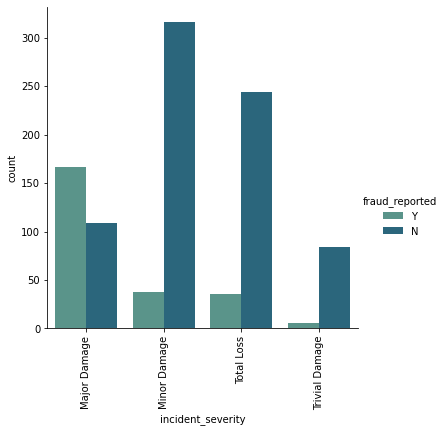 300
250
200
150
100
50
0
count
Major Damage
Minor Damage
Total Loss
Trivial Damage
incident_severity
fraud_reported
Y
N